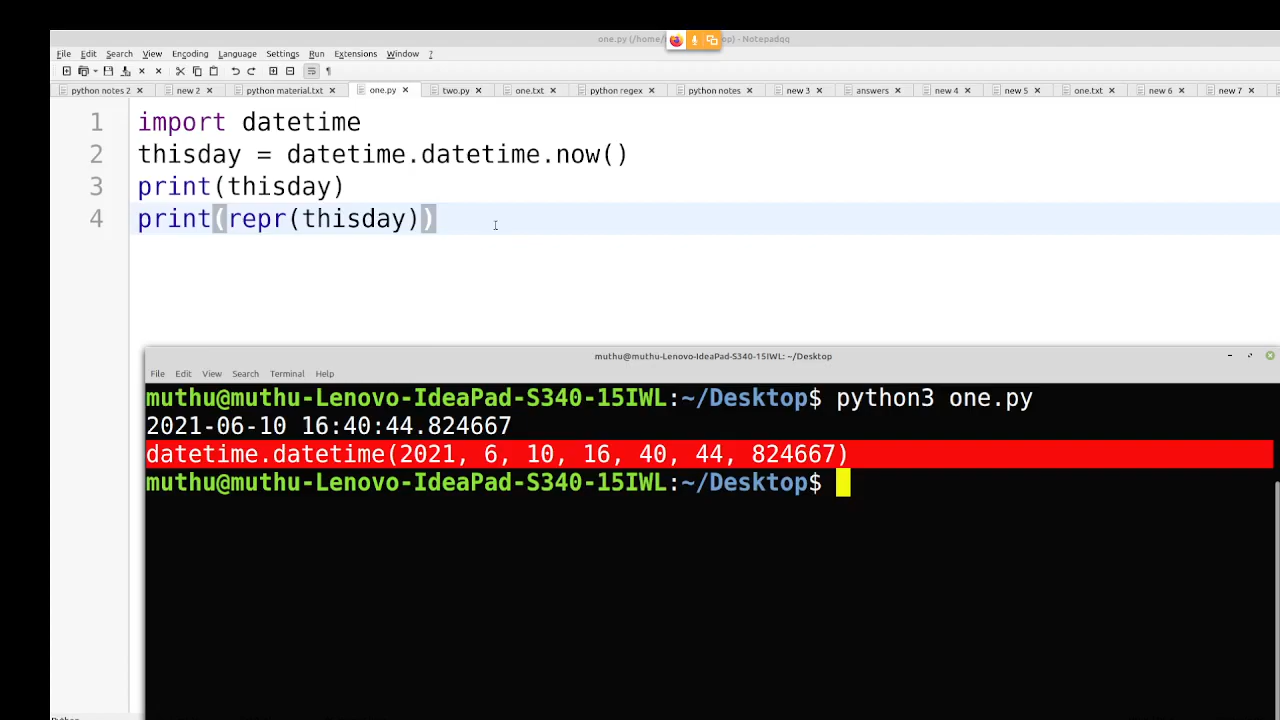 one.py (/home/ op) - Notepadqq
File Edit Search View Encoding Language Settings Run Extensions Window ?
python notes 2 new 2 python material.txt one.py two.py one.txt python regex python notes new 3 answers new 4 new 5 one.txt new 6 new 7
1 import datetime
2 thisday = datetime.datetime.now()
3 print(thisday)
4 print(repr(thisday))
muthu@muthu-Lenovo-IdeaPad-S340-15IWL: ~/Desktop
File Edit View Search Terminal Help
muthu@muthu-Lenovo-IdeaPad-S340-15IWL:~/Desktop$ python3 one.py
2021-06-10 16:40:44.824667
datetime.datetime(2021, 6, 10, 16, 40, 44, 824667)
muthu@muthu-Lenovo-IdeaPad-S340-15IWL:~/Desktop$
Python